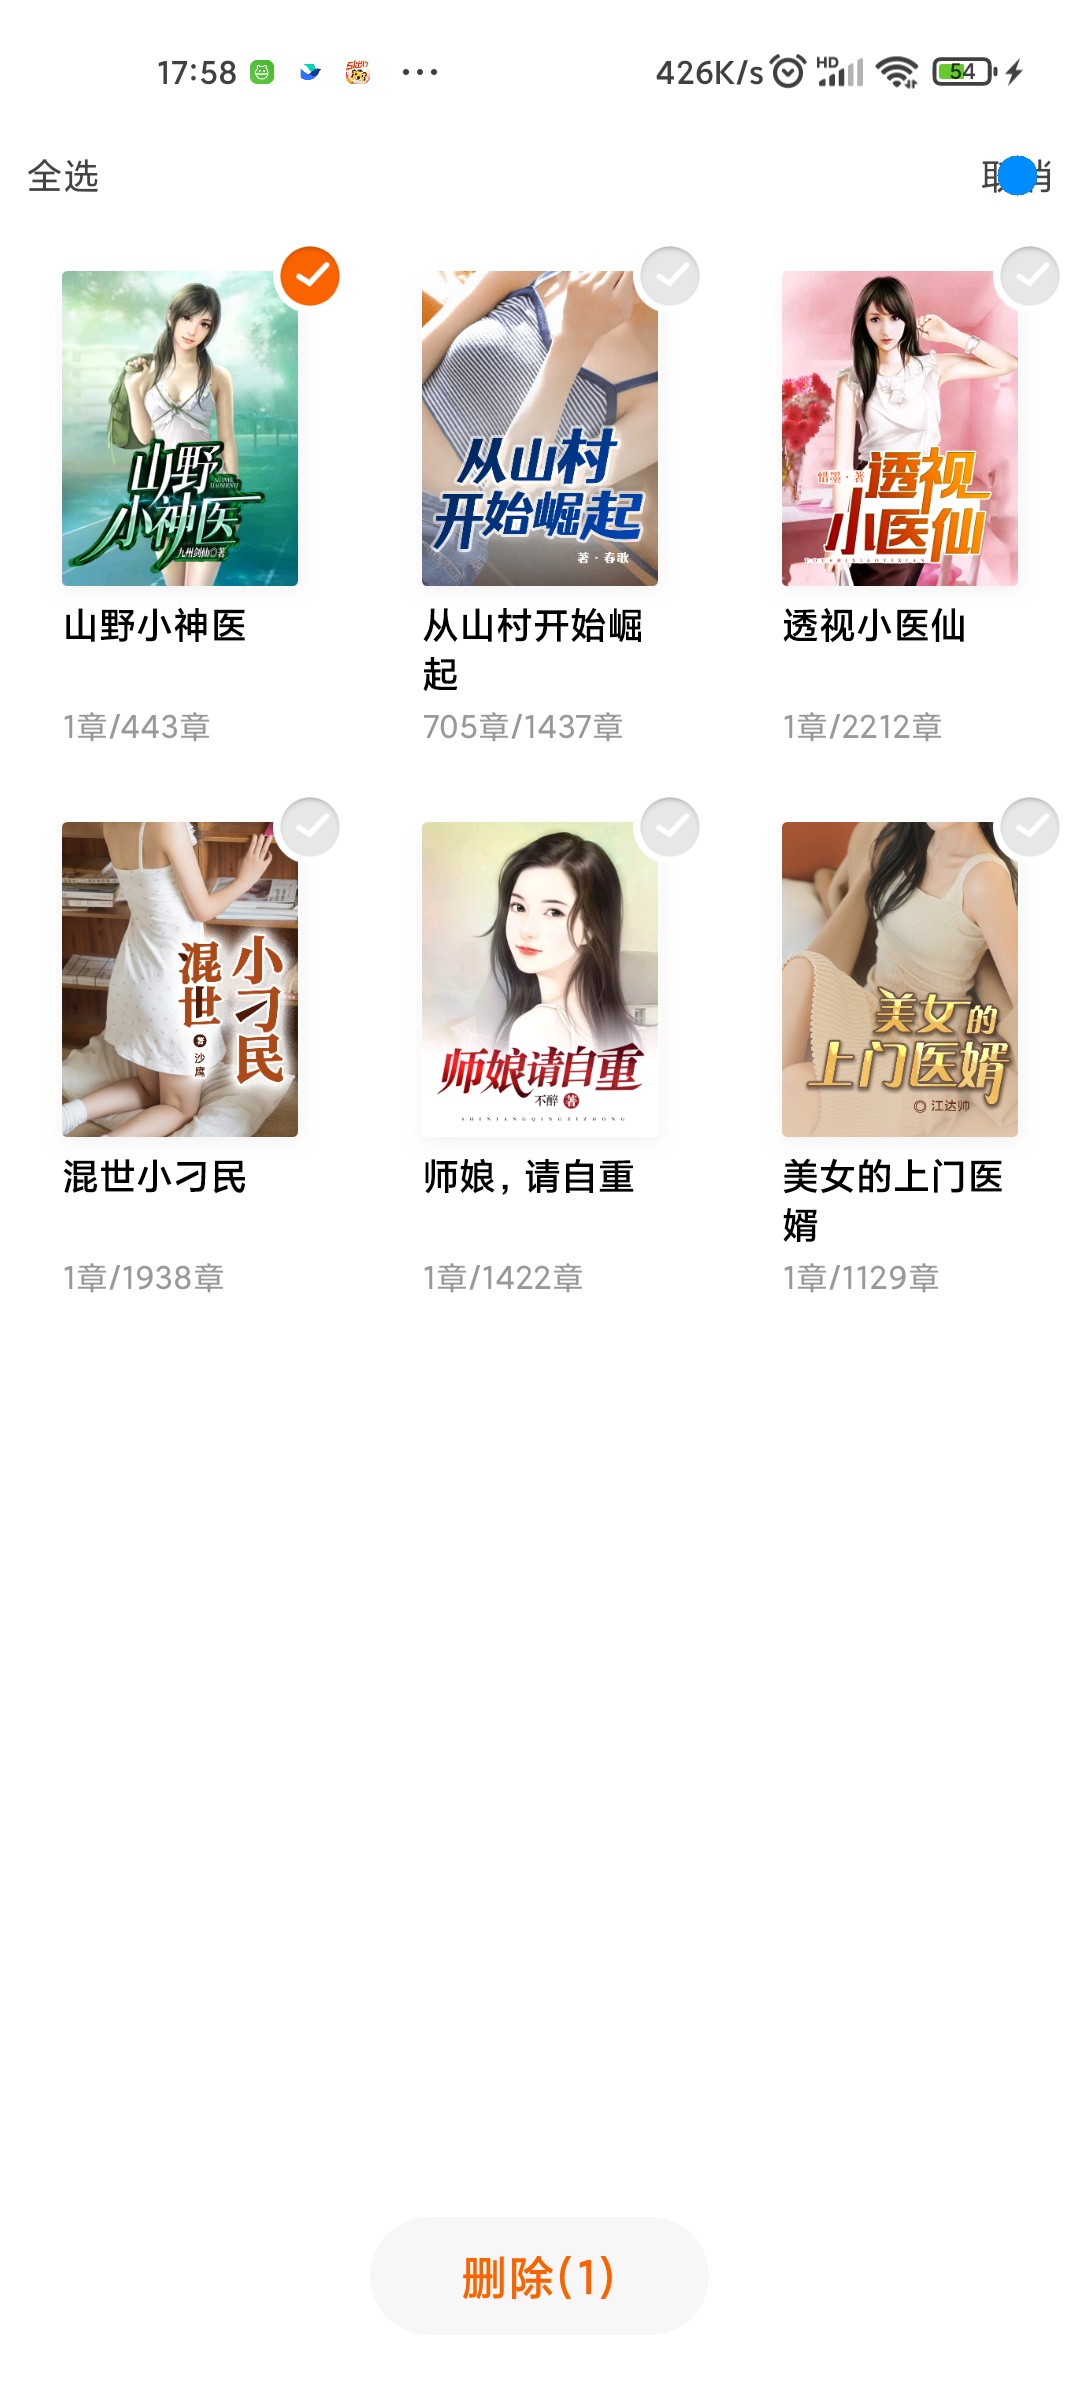 17:58
426K/s
HD
54
全选
山野
小神医
九州剑仙◎著
从山村
开始崛起
著·春歌
惜墨·著
透视
小医仙
山野小神医
从山村开始崛
起
透视小医仙
1章/443章
705章/1437章
1章/2212章
小刁民
混世
著
沙鹰
师娘请自重
不醉 著
SHINIANGQINGZIZHONG
美女的
上门医婿
◎ 江达帅
混世小刁民
师娘，请自重
美女的上门医
婿
1章/1938章
1章/1422章
1章/1129章
删除(1)